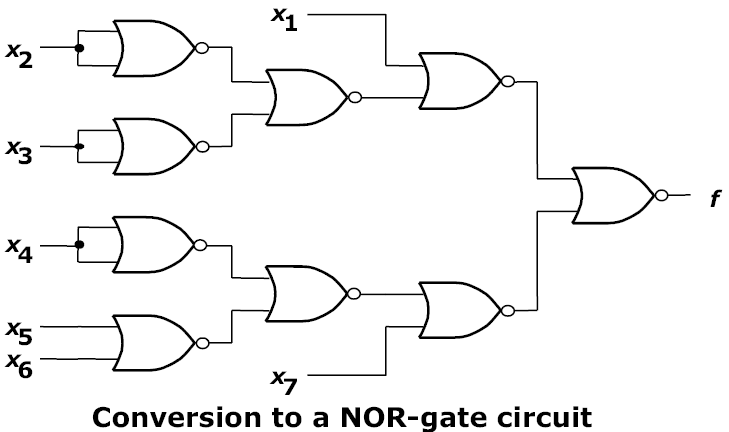 x1
x2
x3
f
x4
x5
x6
x7
Conversion to a NOR-gate circuit